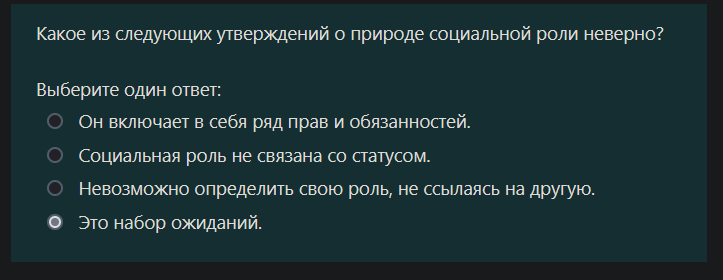 Какое из следующих утверждений о природе социальной роли неверно?
Выберите один ответ:
Он включает в себя ряд прав и обязанностей.
Социальная роль не связана со статусом.
Невозможно определить свою роль, не ссылаясь на другую.
Это набор ожиданий.